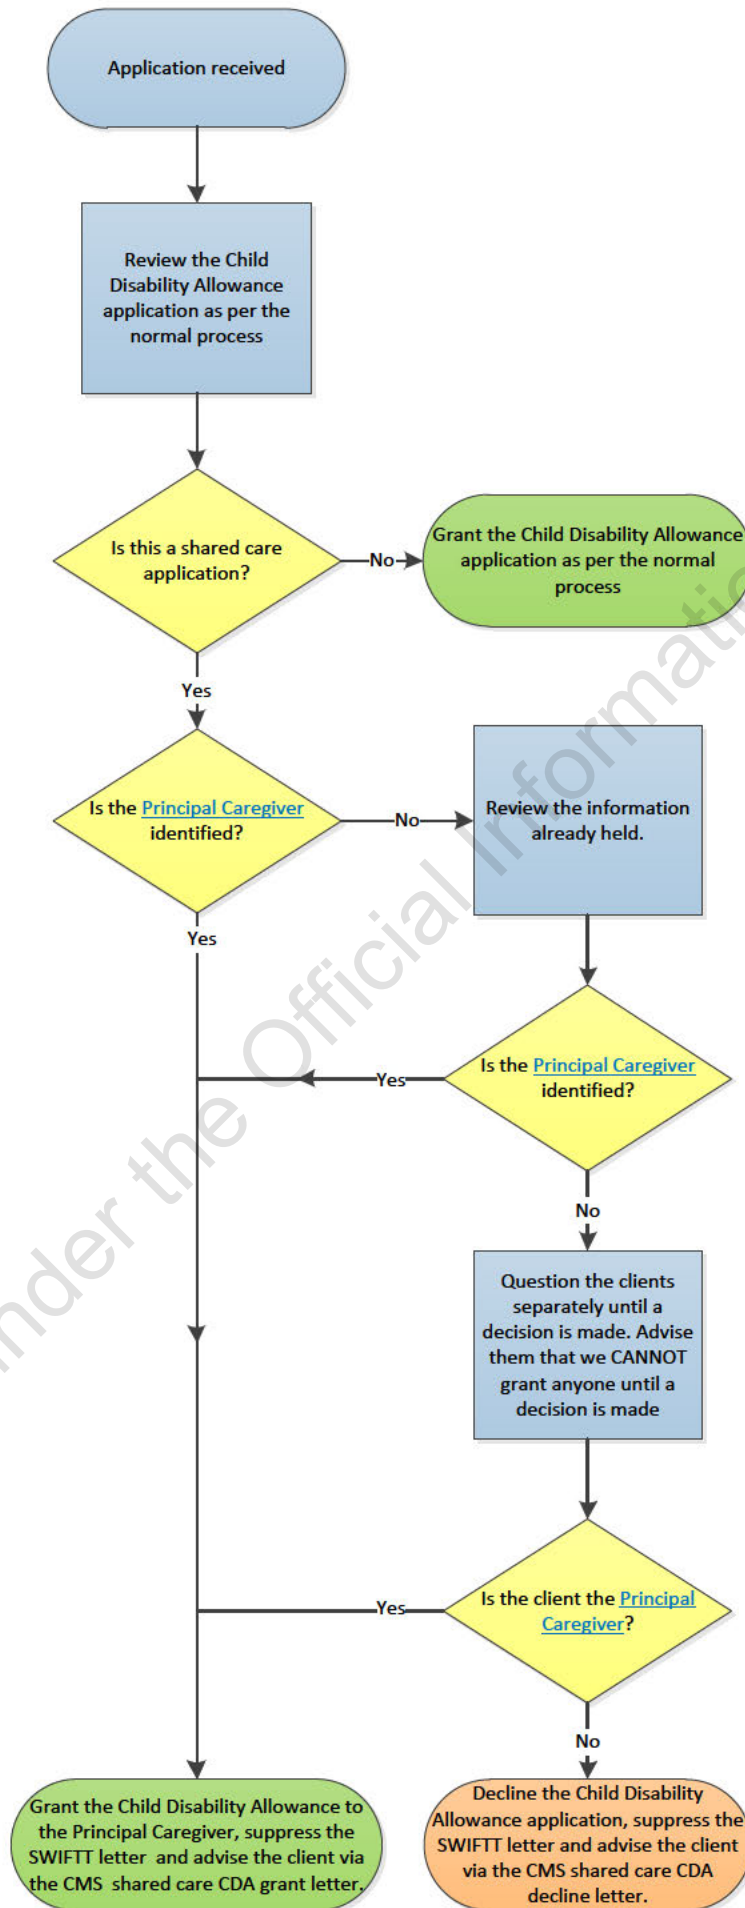 Application received
Review the Child
Disability Allowance
application as per the
normal process
Is this a shared care
application?
No
Grant the Child Disability Allowance
application as per the normal
process
Yes
Is the Principal Caregiver
identified?
No
Review the information
already held.
Yes
Is the Principal Caregiver
identified?
Yes
No
Question the clients
separately until a
decision is made. Advise
them that we CANNOT
grant anyone until a
decision is made
Is the client the Principal
Caregiver?
Yes
No
Grant the Child Disability Allowance to
the Principal Caregiver, suppress the
SWIFTT letter and advise the client via
the CMS shared care CDA grant letter.
Decline the Child Disability
Allowance application, suppress the
SWIFTT letter and advise the client
via the CMS shared care CDA
decline letter.
under the Official Informatio